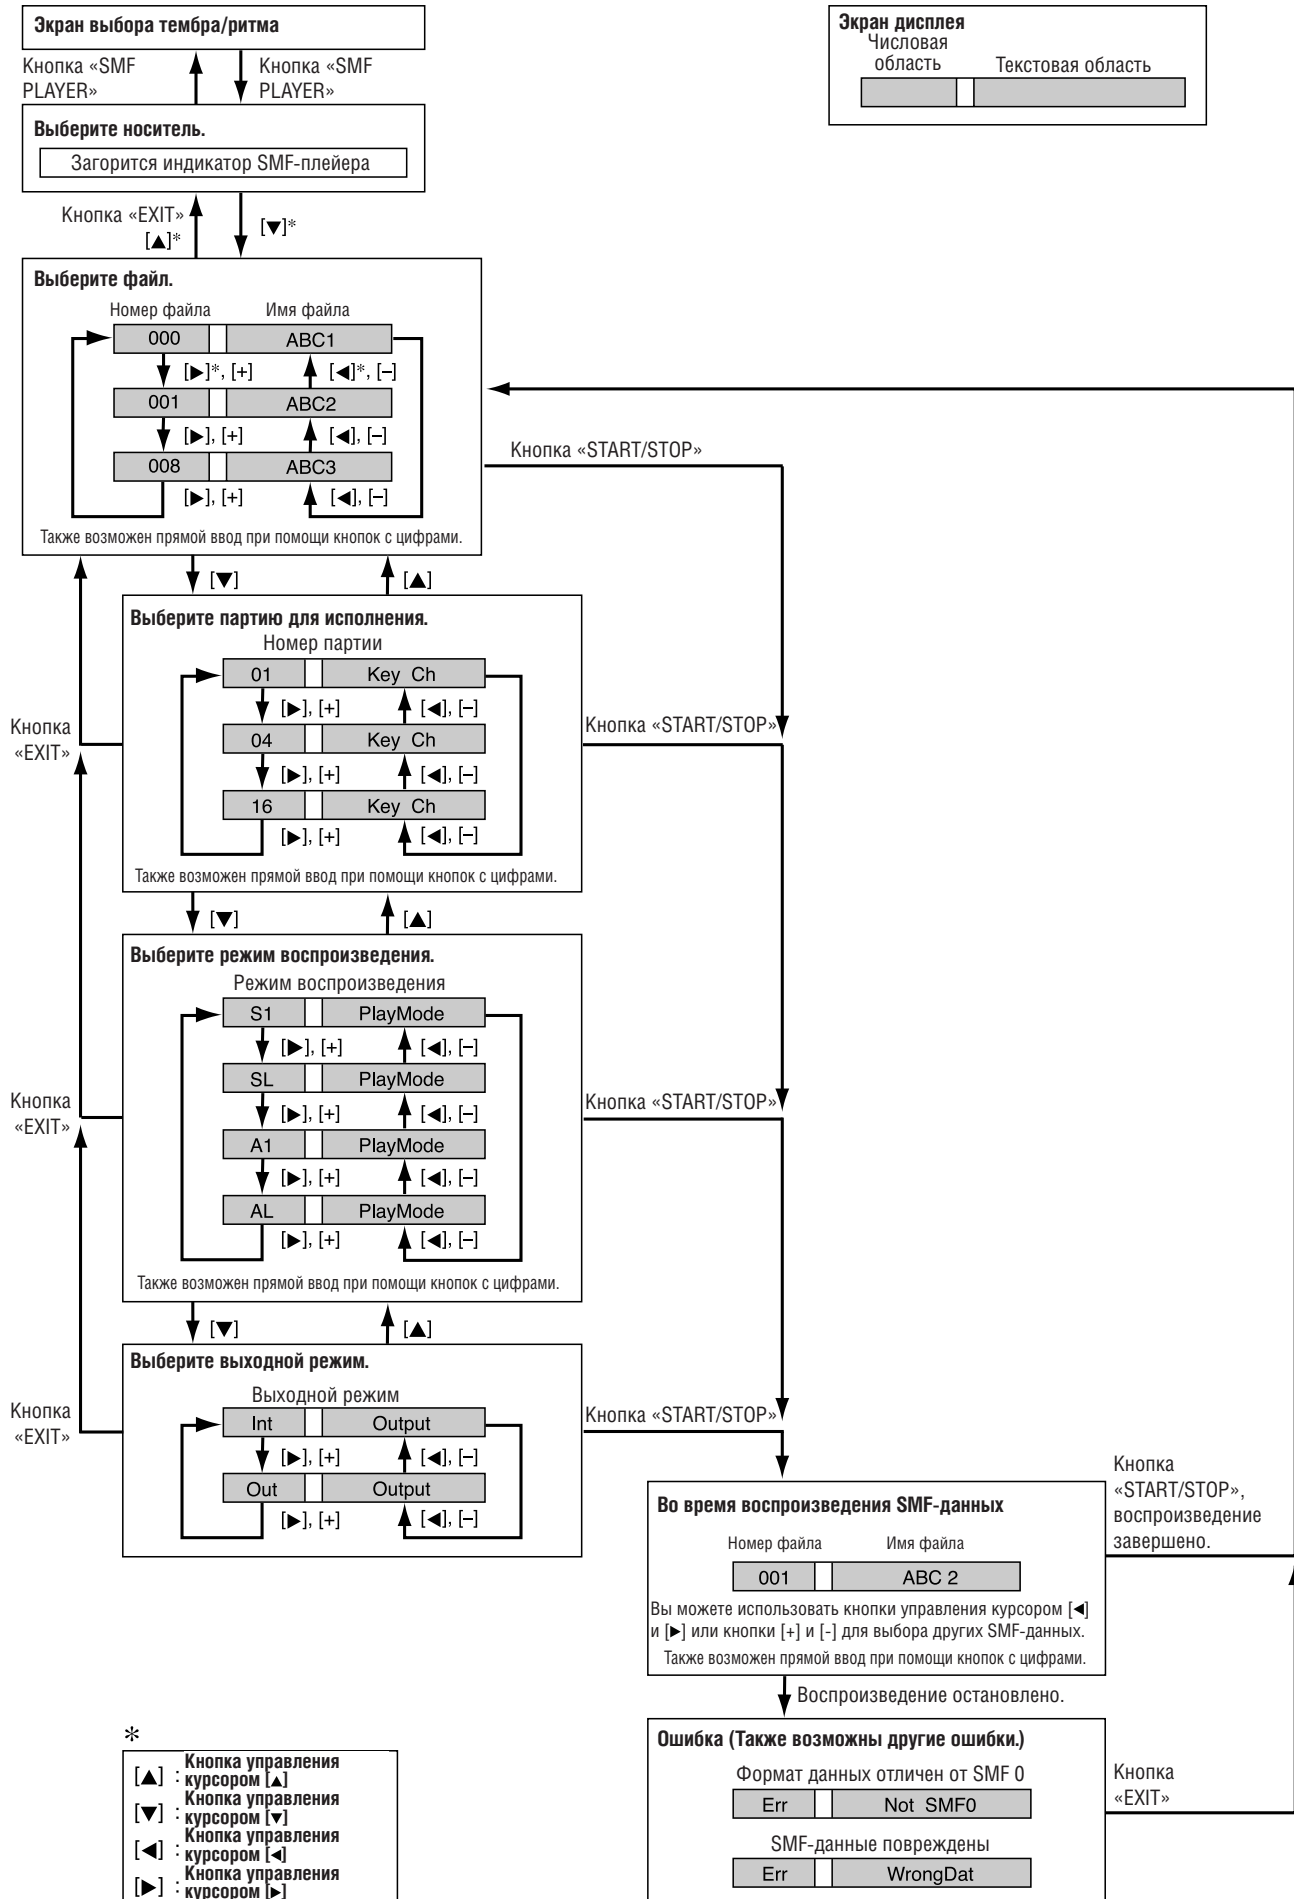 Экран выбора тембра/ритма
Кнопка «SMF
PLAYER»
Кнопка «SMF
PLAYER»
Экран дисплея
Числовая
область
Текстовая область
Выберите носитель.
Загорится индикатор SMF-плейера
Кнопка «EXIT»
[▲]*
[▼]*
Выберите файл.
Номер файла
Имя файла
000
ABC1
[▶]*, [+]
[◀]*, [–]
001
ABC2
[▶], [+]
[◀], [–]
008
ABC3
[▶], [+]
[◀], [–]
Также возможен прямой ввод при помощи кнопок с цифрами.
Кнопка «START/STOP»
[▼]
[▲]
Выберите партию для исполнения.
Номер партии
01
Key Ch
[▶], [+]
[◀], [–]
04
Key Ch
[▶], [+]
[◀], [–]
16
Key Ch
[▶], [+]
[◀], [–]
Также возможен прямой ввод при помощи кнопок с цифрами.
Кнопка
«EXIT»
Кнопка «START/STOP»
[▼]
[▲]
Выберите режим воспроизведения.
Режим воспроизведения
S1
PlayMode
[▶], [+]
[◀], [–]
SL
PlayMode
[▶], [+]
[◀], [–]
A1
PlayMode
[▶], [+]
[◀], [–]
AL
PlayMode
[▶], [+]
[◀], [–]
Также возможен прямой ввод при помощи кнопок с цифрами.
Кнопка
«EXIT»
Кнопка «START/STOP»
[▼]
[▲]
Выберите выходной режим.
Выходной режим
Int
Output
[▶], [+]
[◀], [–]
Out
Output
[▶], [+]
[◀], [–]
Кнопка
«EXIT»
Кнопка «START/STOP»
Во время воспроизведения SMF-данных
Номер файла
Имя файла
001
ABC 2
Вы можете использовать кнопки управления курсором [◀]
и [▶] или кнопки [+] и [-] для выбора других SMF-данных.
Также возможен прямой ввод при помощи кнопок с цифрами.
Кнопка
«START/STOP»,
воспроизведение
завершено.
Воспроизведение остановлено.
Ошибка (Также возможны другие ошибки.)
Формат данных отличен от SMF 0
Err
Not SMF0
SMF-данные повреждены
Err
WrongDat
Кнопка
«EXIT»
*
[▲] : Кнопка управления
курсором [▲]
[▼] : Кнопка управления
курсором [▼]
[◀] : Кнопка управления
курсором [◀]
[▶] : Кнопка управления
курсором [▶]